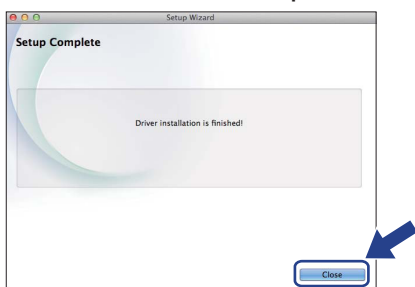 Setup Wizard
Setup Complete
Driver installation is finished!
Close